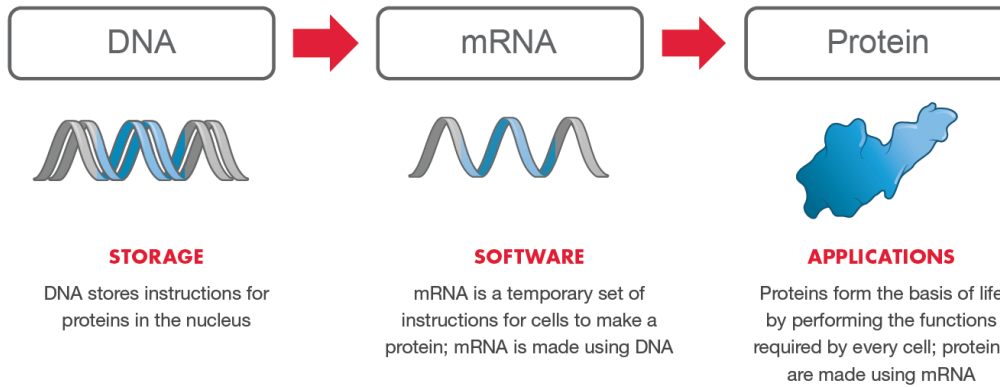 DNA
mRNA
Protein
STORAGE
DNA stores instructions for
proteins in the nucleus
SOFTWARE
mRNA is a temporary set of
instructions for cells to make a
protein; mRNA is made using DNA
APPLICATIONS
Proteins form the basis of life
by performing the functions
required by every cell; protein
are made using mRNA